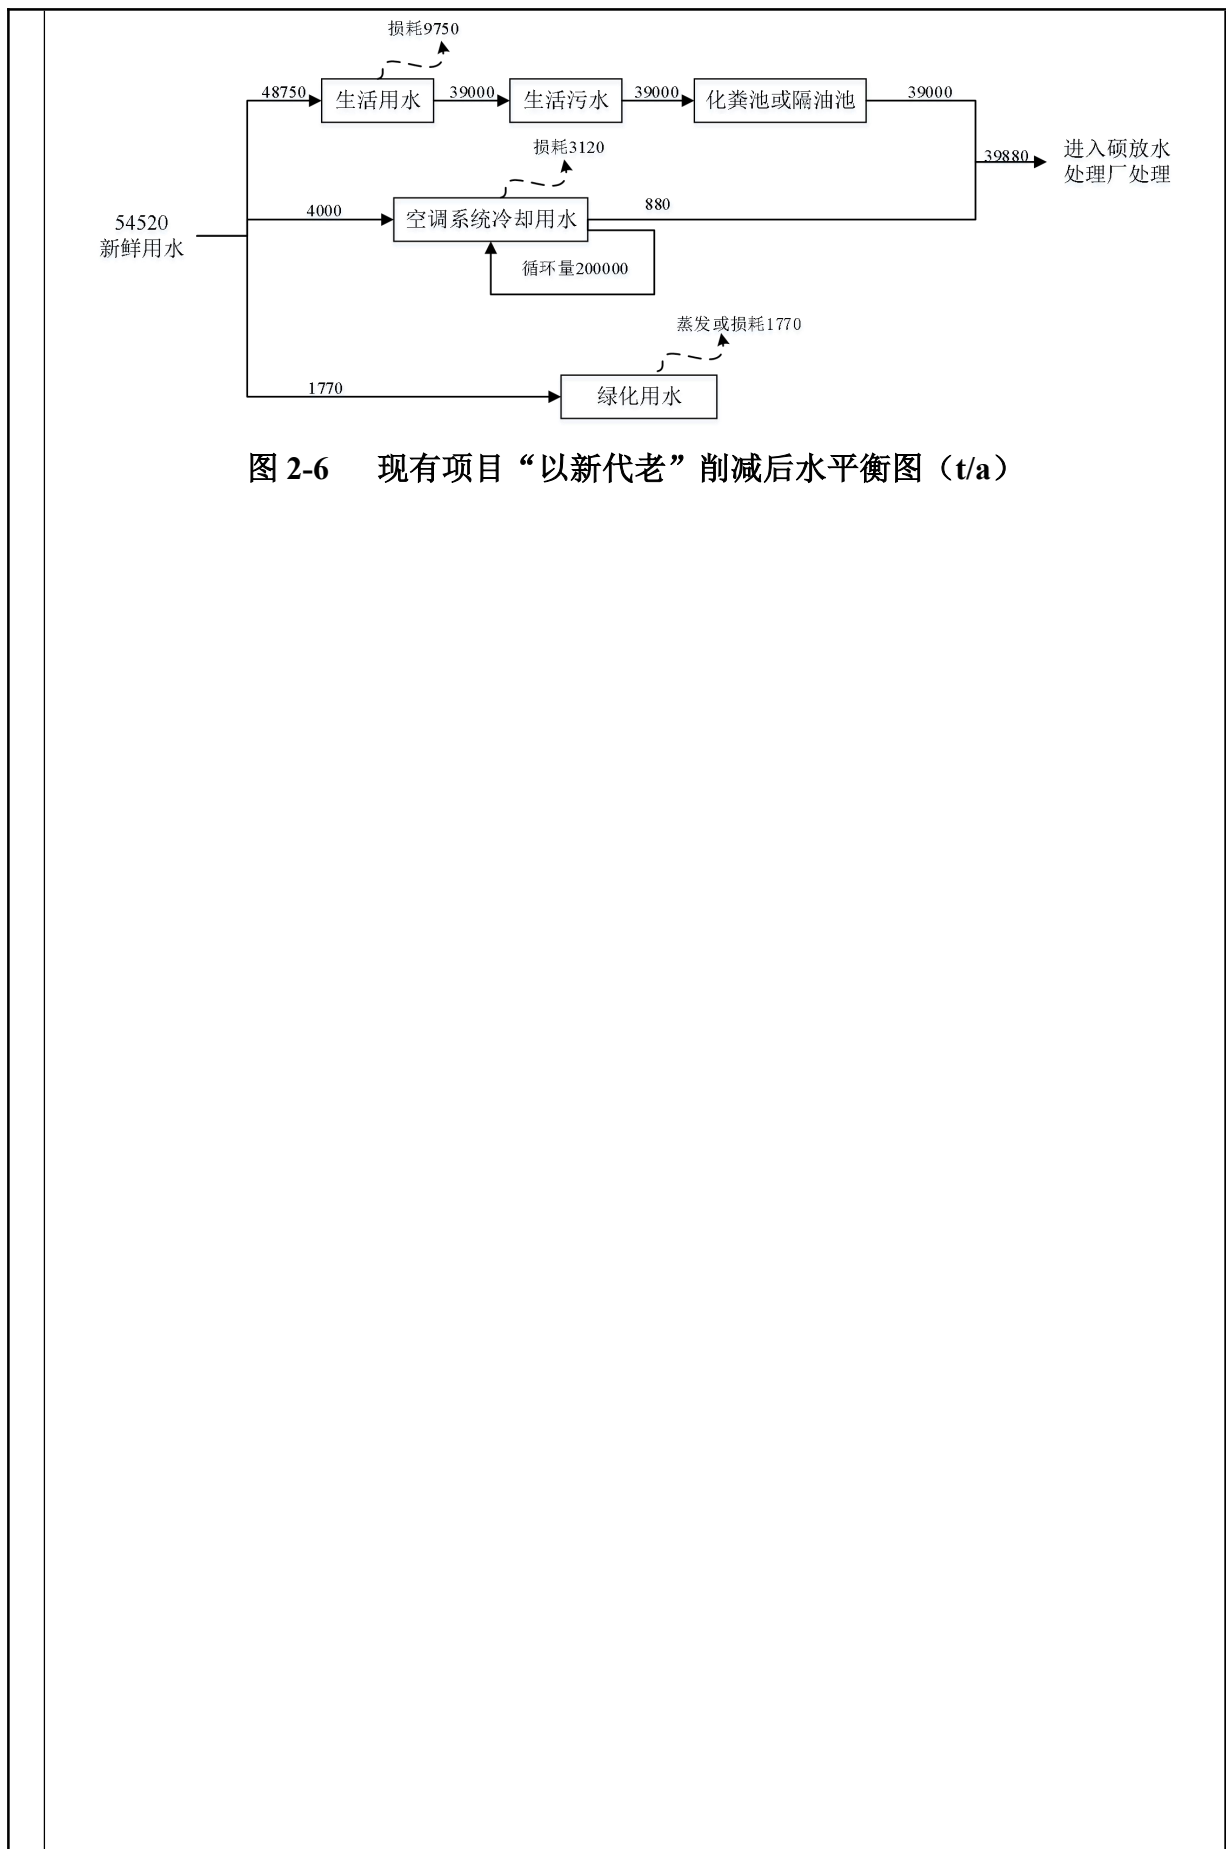 损耗9750
48750
生活用水
39000
生活污水
39000
化粪池或隔油池
39000
损耗3120
39880
进入硕放水
处理厂处理
54520
新鲜用水
4000
空调系统冷却用水
880
循环量200000
蒸发或损耗1770
1770
绿化用水
图 2-6 现有项目“以新代老”削减后水平衡图（t/a）